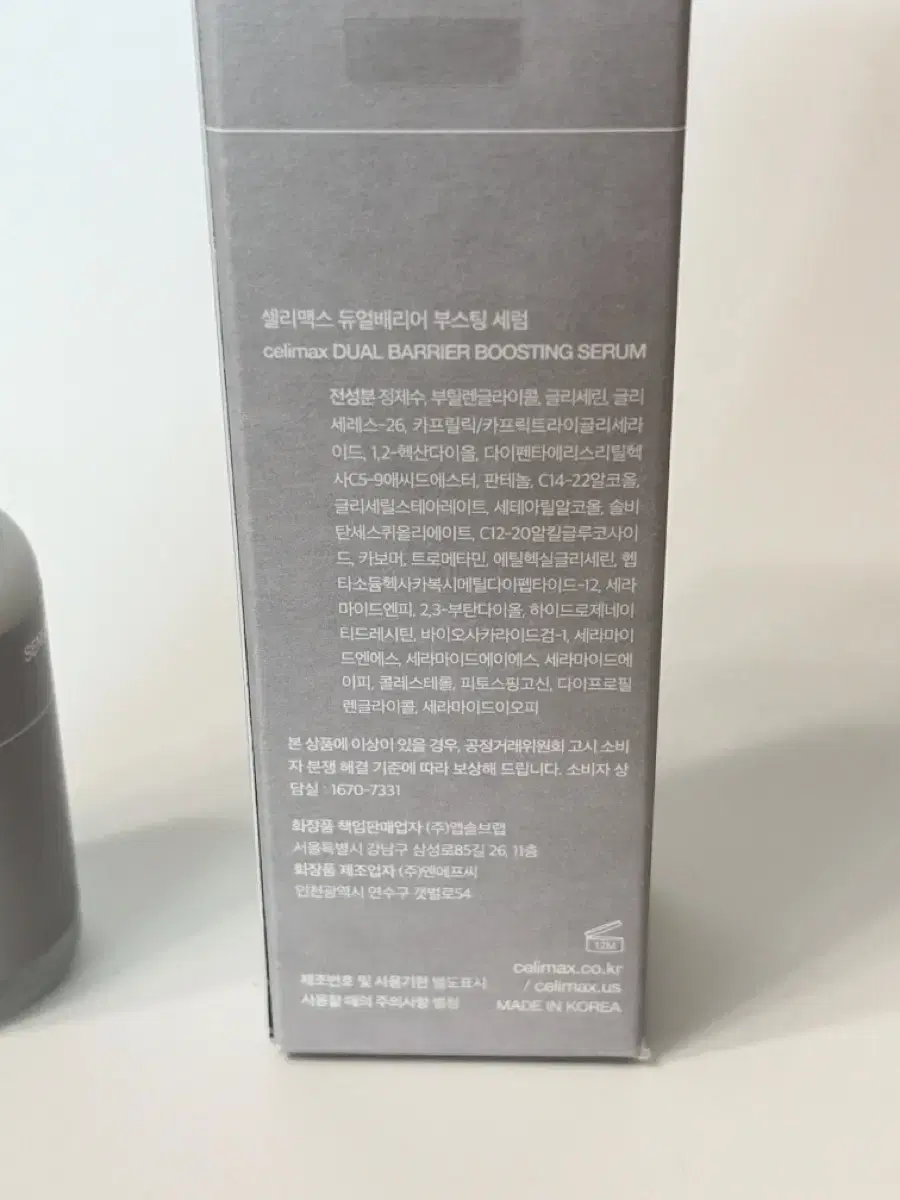 셀리맥스 듀얼배리어 부스팅 세럼
celimax DUAL BARRIER BOOSTING SERUM
전성분 정제수, 부틸렌글라이콜, 글리세린, 글리
세레스-26, 카프릴릭/카프릭트라이글리세라
이드, 1,2-헥산다이올, 다이펜타에리스리틸헥
사C5-9애씨드에스터, 판테놀, C14-22알코올,
글리세릴스테아레이트, 세테아릴알코올, 솔비
탄세스퀴올리에이트, C12-20알킬글루코사이
드, 카보머, 트로메타민, 에틸헥실글리세린, 헵
타소듐헥사카복시메틸다이펩타이드-12, 세라
마이드엔피, 2,3-부탄다이올, 하이드로제네이
티드레시틴, 바이오사카라이드검-1, 세라마이
드엔에스, 세라마이드에이에스, 세라마이드에
이피, 콜레스테롤, 피토스핑고신, 다이프로필
렌글라이콜, 세라마이드이오피
본 상품에 이상이 있을 경우, 공정거래위원회 고시 소비
자 분쟁 해결 기준에 따라 보상해 드립니다. 소비자 상
담실 : 1670-7331
화장품 책임판매업자 (주)앱솔브랩
서울특별시 강남구 삼성로85길 26, 11층
화장품 제조업자 (주)엔에프씨
인천광역시 연수구 갯벌로54
12M
제조번호 및 사용기한 별도표시
사용할 때의 주의사항 별첨
celimax.co.kr
/ celimax.us
MADE IN KOREA